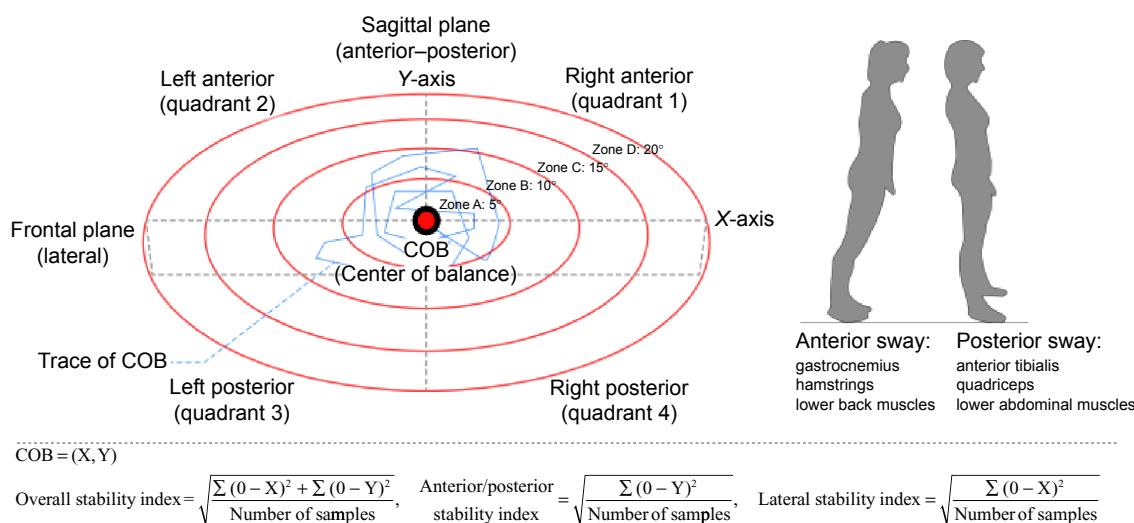 Sagittal plane
(anterior–posterior)
Y-axis
Left anterior
(quadrant 2)
Right anterior
(quadrant 1)
Zone D: 20°
Zone C: 15°
Zone B: 10°
Zone A: 5°
X-axis
Frontal plane
(lateral)
COB
(Center of balance)
Trace of COB
Left posterior
(quadrant 3)
Right posterior
(quadrant 4)
Anterior sway:
gastrocnemius
hamstrings
lower back muscles
Posterior sway:
anterior tibialis
quadriceps
lower abdominal muscles
COB = (X, Y)
Overall stability index = √((Σ (0 – X)² + Σ (0 – Y)²) / Number of samples),
Anterior/posterior stability index = √(Σ (0 – Y)² / Number of samples),
Lateral stability index = √(Σ (0 – X)² / Number of samples)